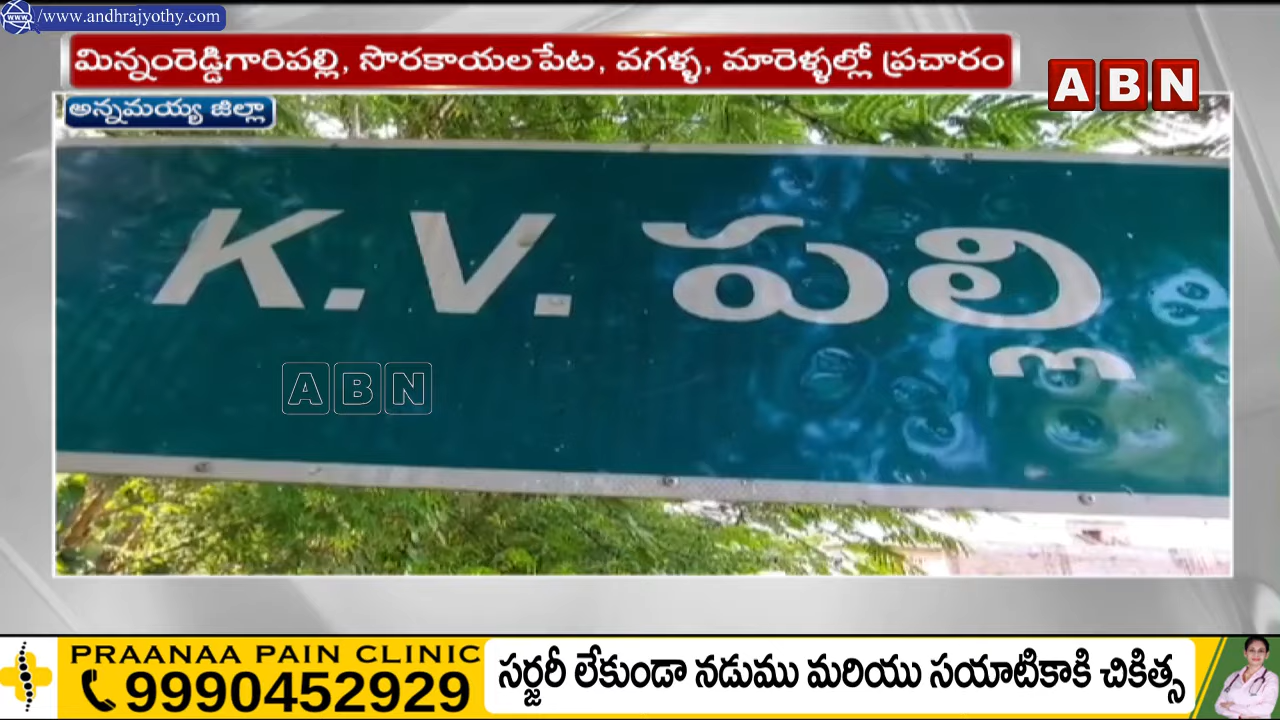 /www.andhrajyothy.com
మిన్నంరెడ్డిగారిపల్లి, సొరకాయలపేట, వగళ్ళ, మారెళ్ళల్లో ప్రచారం
ABN
అన్నమయ్య జిల్లా
K.V. పల్లి
ABN
PRAANAA PAIN CLINIC
9990452929
సర్జరీ లేకుండా నడుము మరియు సయాటికాకి చికిత్స